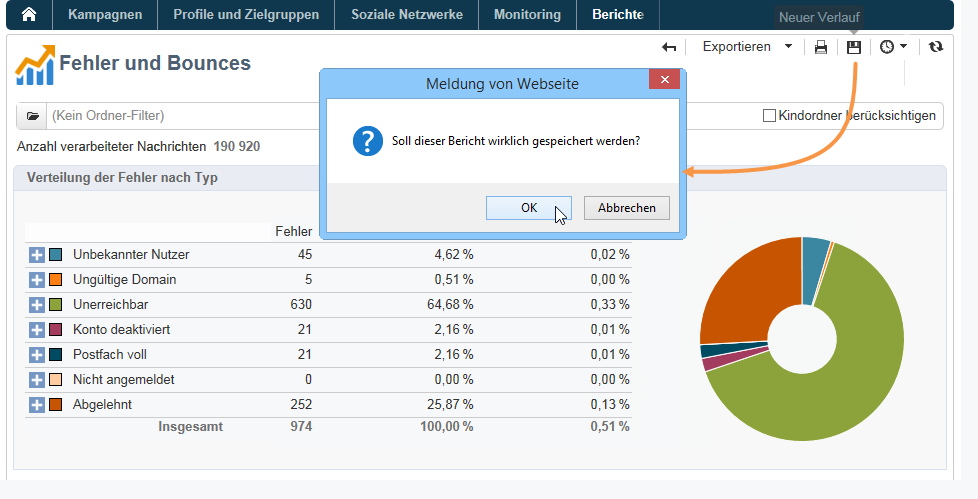 Neuer Verlauf
Kampagnen Profile und Zielgruppen Soziale Netzwerke Monitoring Berichte
Exportieren
Fehler und Bounces
Meldung von Webseite
(Kein Ordner-Filter) Kindordner berücksichtigen
Soll dieser Bericht wirklich gespeichert werden?
Anzahl verarbeiteter Nachrichten 190 920
Verteilung der Fehler nach Typ
OK Abbrechen
Fehler
Unbekannter Nutzer 45 4,62 % 0,02 %
Ungültige Domain 5 0,51 % 0,00 %
Unerreichbar 630 64,68 % 0,33 %
Konto deaktiviert 21 2,16 % 0,01 %
Postfach voll 21 2,16 % 0,01 %
Nicht angemeldet 0 0,00 % 0,00 %
Abgelehnt 252 25,87 % 0,13 %
Insgesamt 974 100,00 % 0,51 %